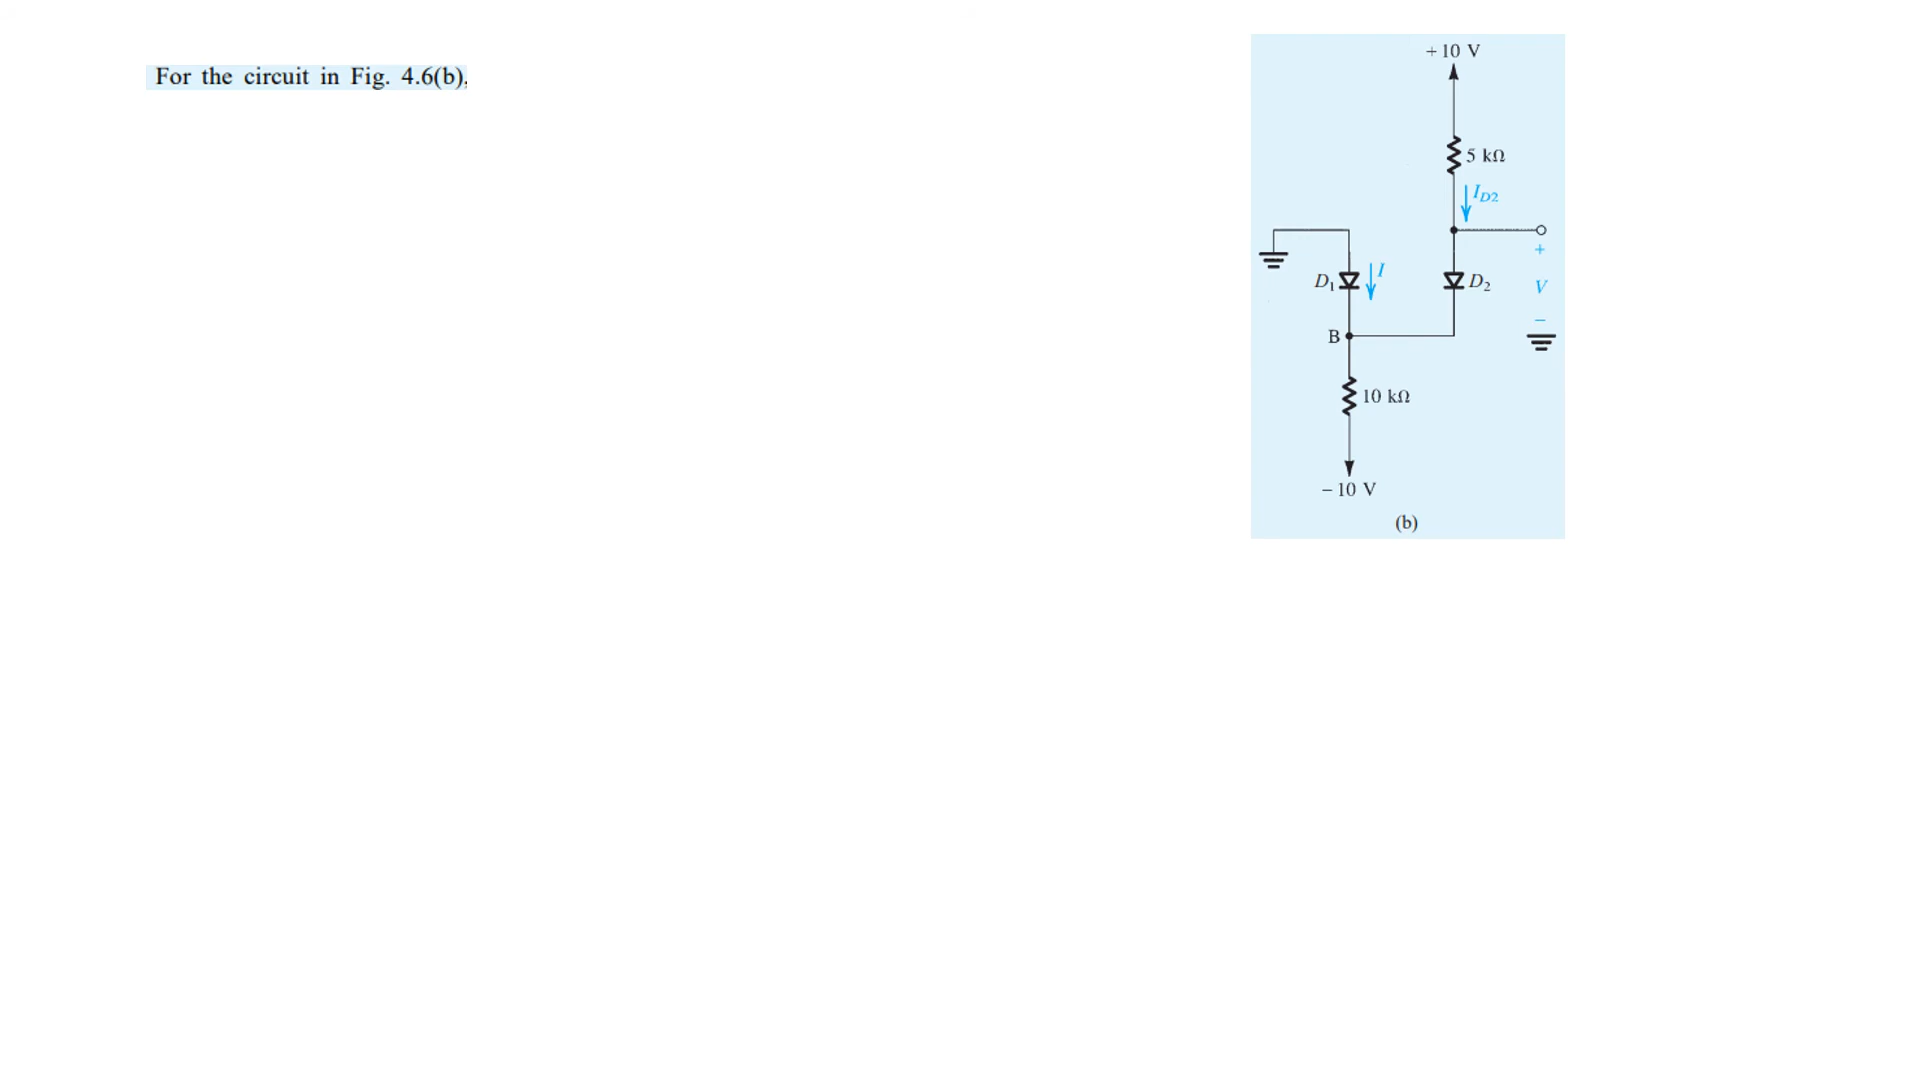 For the circuit in Fig. 4.6(b),
+ 10 V
5 kΩ
I_D2
+
D₁
I
D₂
V
−
B
10 kΩ
− 10 V
(b)